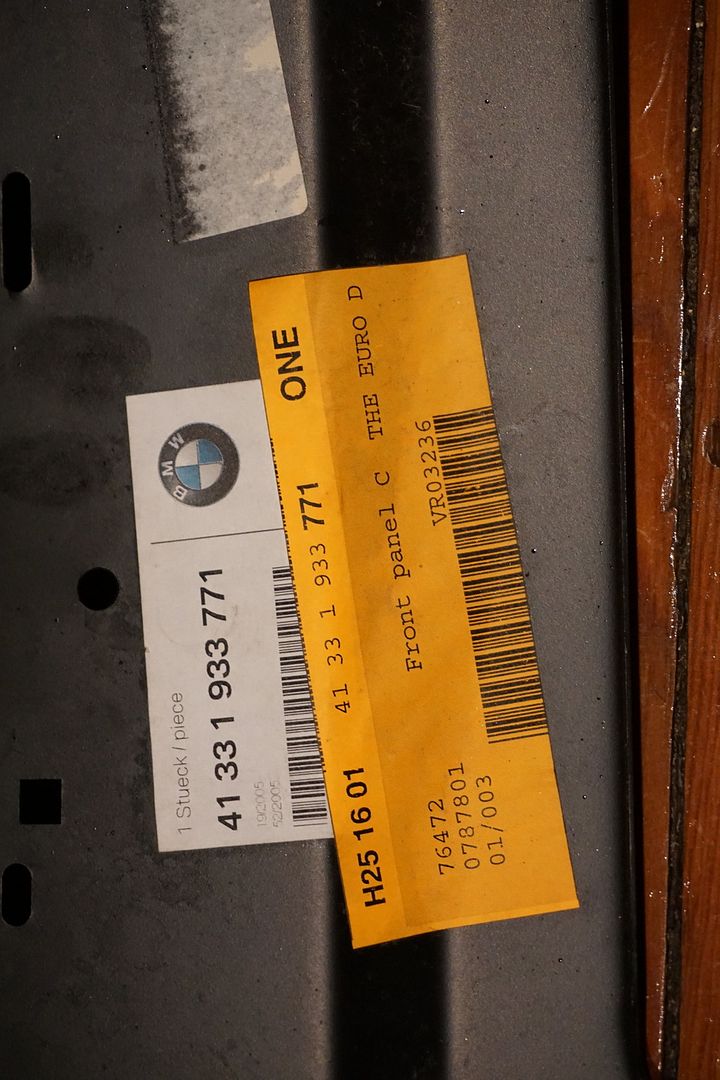 BMW
1 Stueck / piece
41 33 1 933 771
19/2005
52/2005
ONE
41 33 1 933 771
H25 16 01
THE EURO D
Front panel C
VR03236
76472
0787801
01/003